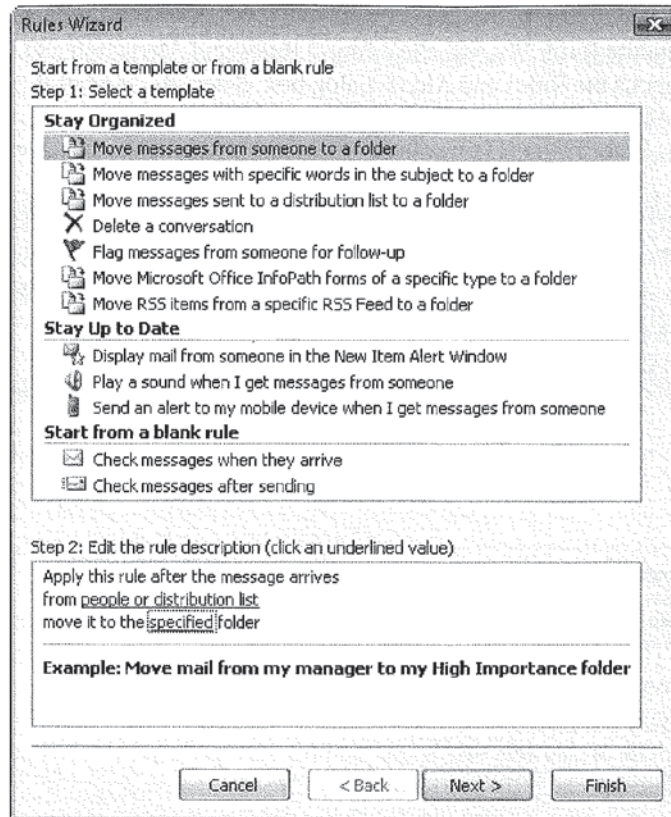 Rules Wizard
Start from a template or from a blank rule
Step 1: Select a template
Stay Organized
Move messages from someone to a folder
Move messages with specific words in the subject to a folder
Move messages sent to a distribution list to a folder
Delete a conversation
Flag messages from someone for follow-up
Move Microsoft Office InfoPath forms of a specific type to a folder
Move RSS items from a specific RSS Feed to a folder
Stay Up to Date
Display mail from someone in the New Item Alert Window
Play a sound when I get messages from someone
Send an alert to my mobile device when I get messages from someone
Start from a blank rule
Check messages when they arrive
Check messages after sending
Step 2: Edit the rule description (click an underlined value)
Apply this rule after the message arrives
from people or distribution list
move it to the specified folder
Example: Move mail from my manager to my High Importance folder
Cancel < Back Next > Finish